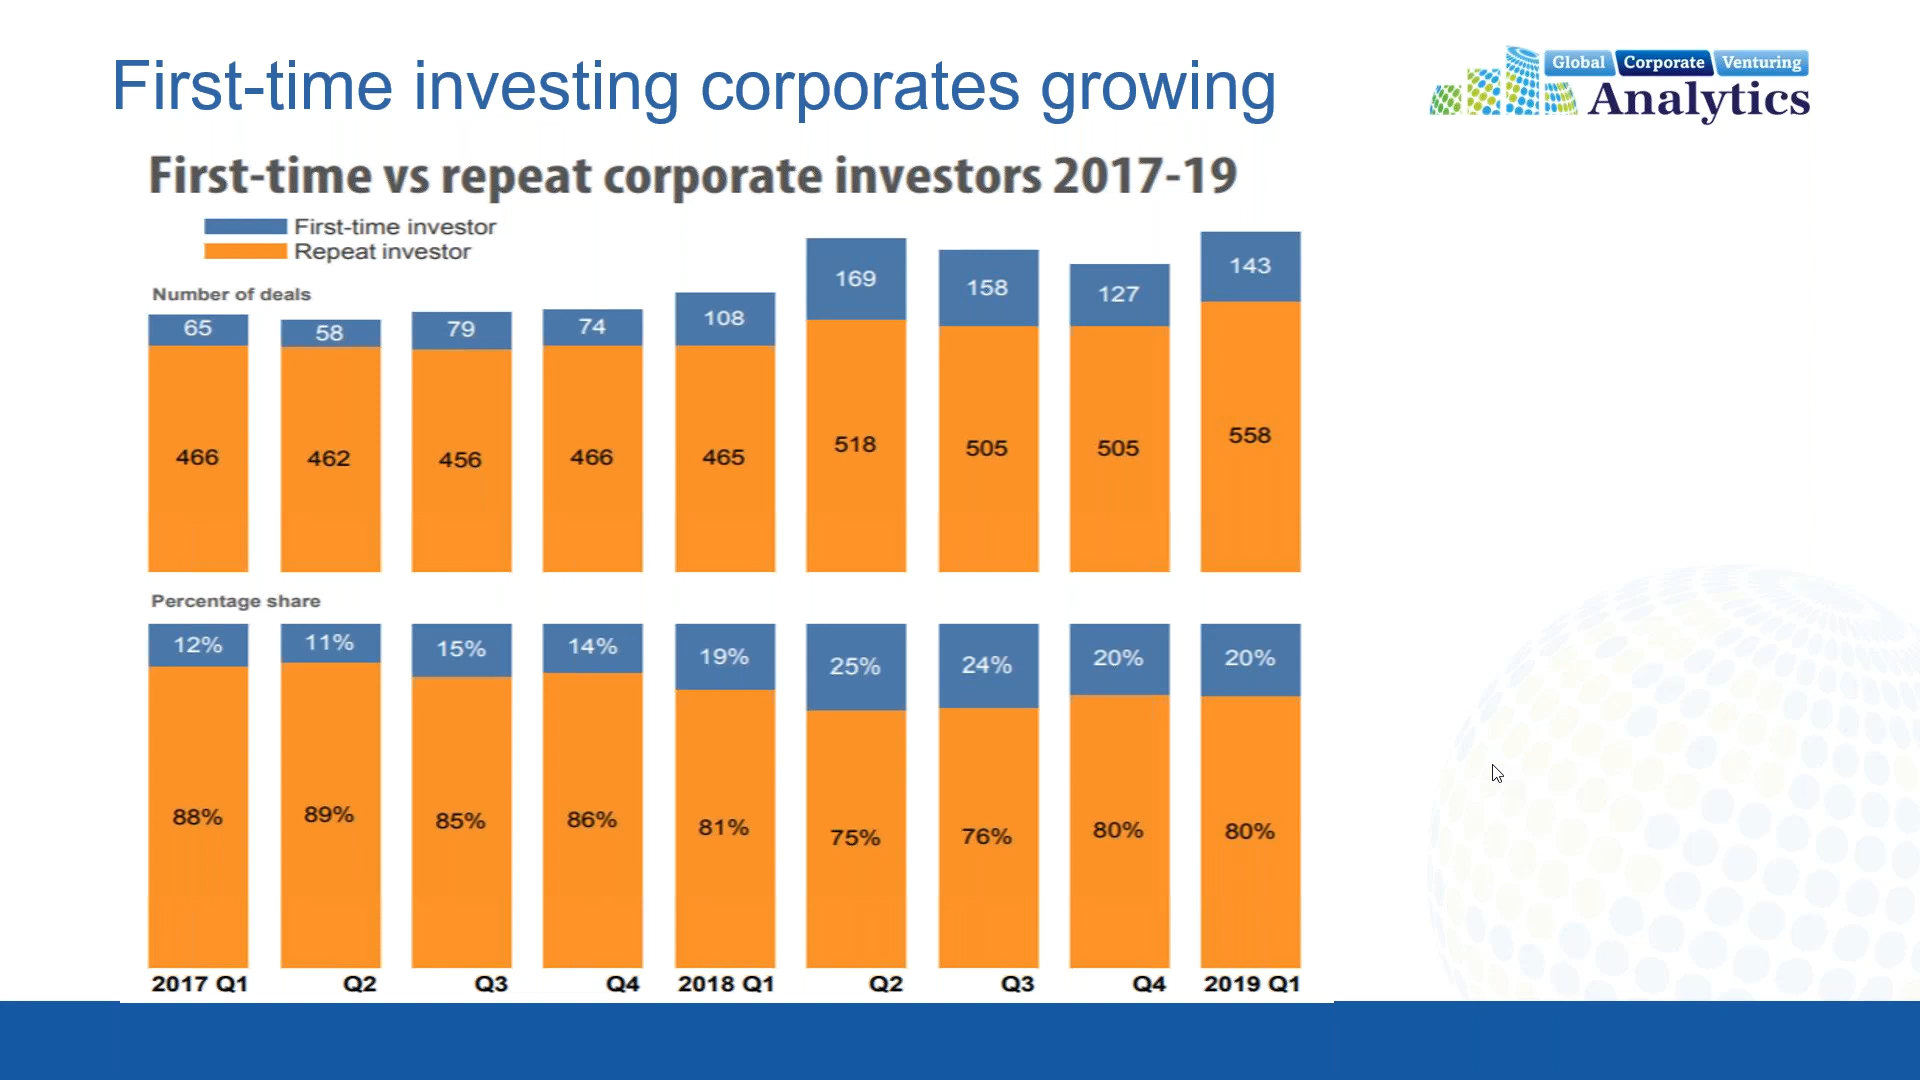 First-time investing corporates growing
Global Corporate Venturing
Analytics
First-time vs repeat corporate investors 2017-19
First-time investor
Repeat investor
Number of deals
65 58 79 74 108 169 158 127 143
466 462 456 466 465 518 505 505 558
Percentage share
12% 11% 15% 14% 19% 25% 24% 20% 20%
88% 89% 85% 86% 81% 75% 76% 80% 80%
2017 Q1 Q2 Q3 Q4 2018 Q1 Q2 Q3 Q4 2019 Q1